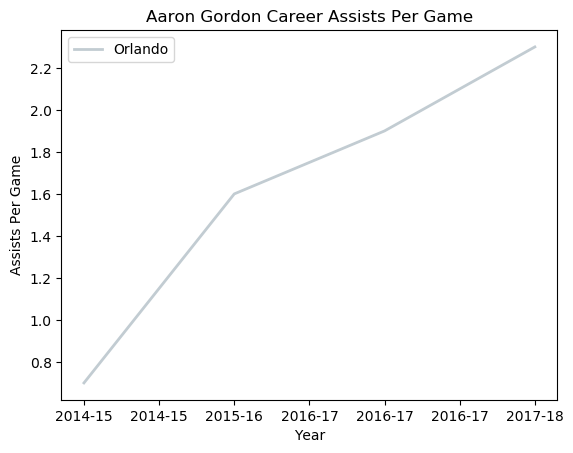 Aaron Gordon Career Assists Per Game
Orlando
2.2
2.0
1.8
1.6
1.4
1.2
1.0
0.8
Assists Per Game
2014-15 2014-15 2015-16 2016-17 2016-17 2016-17 2017-18
Year